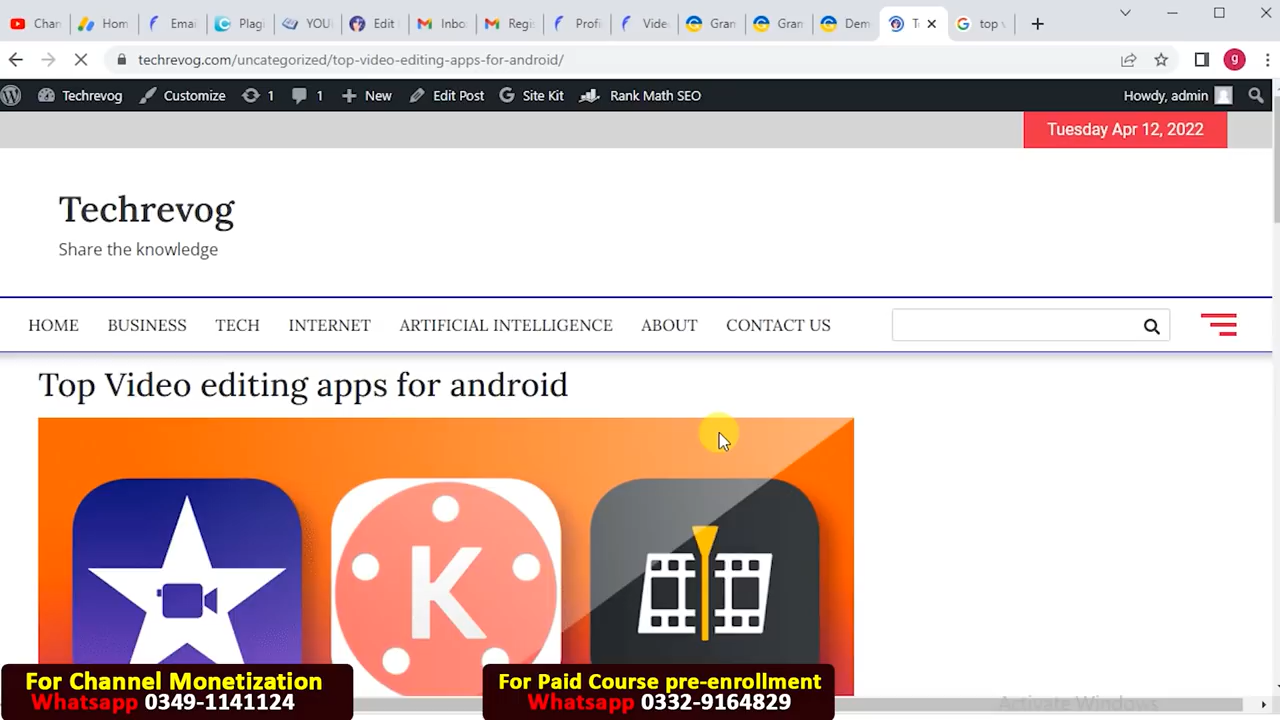 Chan
Hom
Emai
Plagi
YOU
Edit
Inbo
Regi
Profi
Vide
Gran
Gran
Dem
To
top v
techrevog.com/uncategorized/top-video-editing-apps-for-android/
g
Techrevog
Customize
1
1
New
Edit Post
Site Kit
Rank Math SEO
Howdy, admin
Tuesday Apr 12, 2022
Techrevog
Share the knowledge
HOME
BUSINESS
TECH
INTERNET
ARTIFICIAL INTELLIGENCE
ABOUT
CONTACT US
Top Video editing apps for android
K
For Channel Monetization
Whatsapp 0349-1141124
For Paid Course pre-enrollment
Whatsapp 0332-9164829
Activate Windows